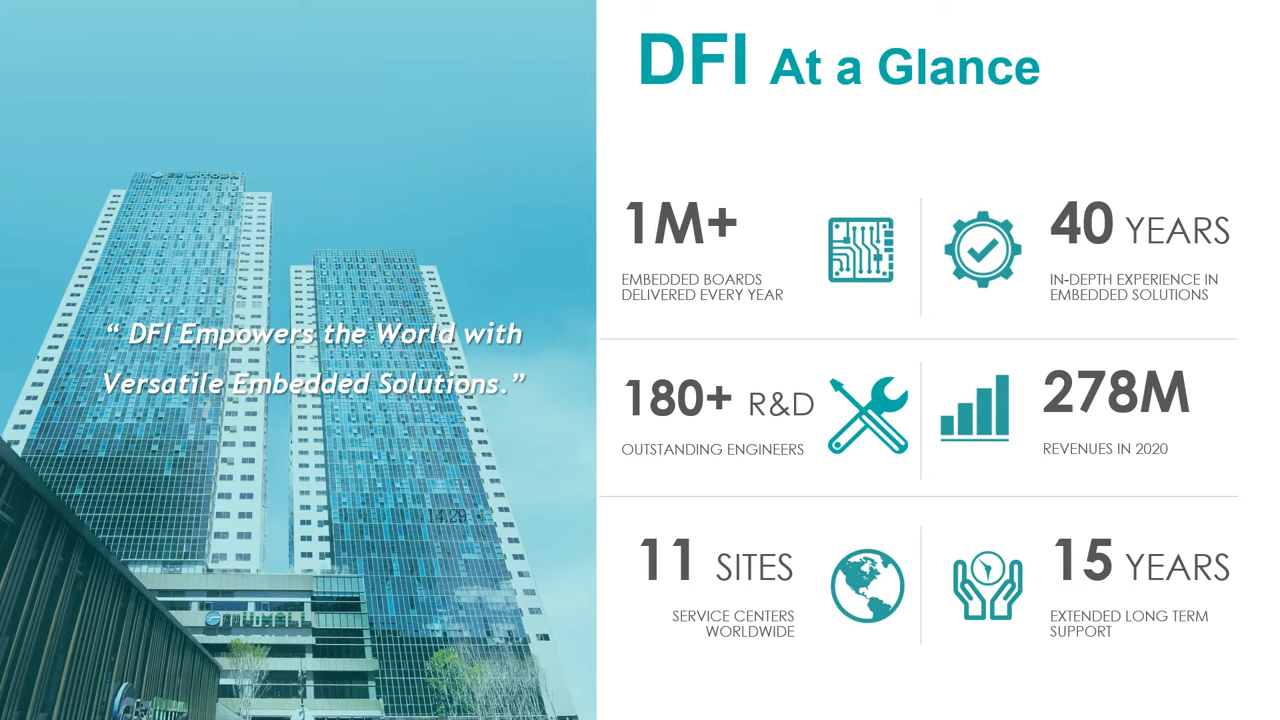 DFI At a Glance
“ DFI Empowers the World with
Versatile Embedded Solutions.”
14.29
1M+
EMBEDDED BOARDS
DELIVERED EVERY YEAR
40 YEARS
IN-DEPTH EXPERIENCE IN
EMBEDDED SOLUTIONS
180+ R&D
OUTSTANDING ENGINEERS
278M
REVENUES IN 2020
11 SITES
SERVICE CENTERS
WORLDWIDE
15 YEARS
EXTENDED LONG TERM
SUPPORT